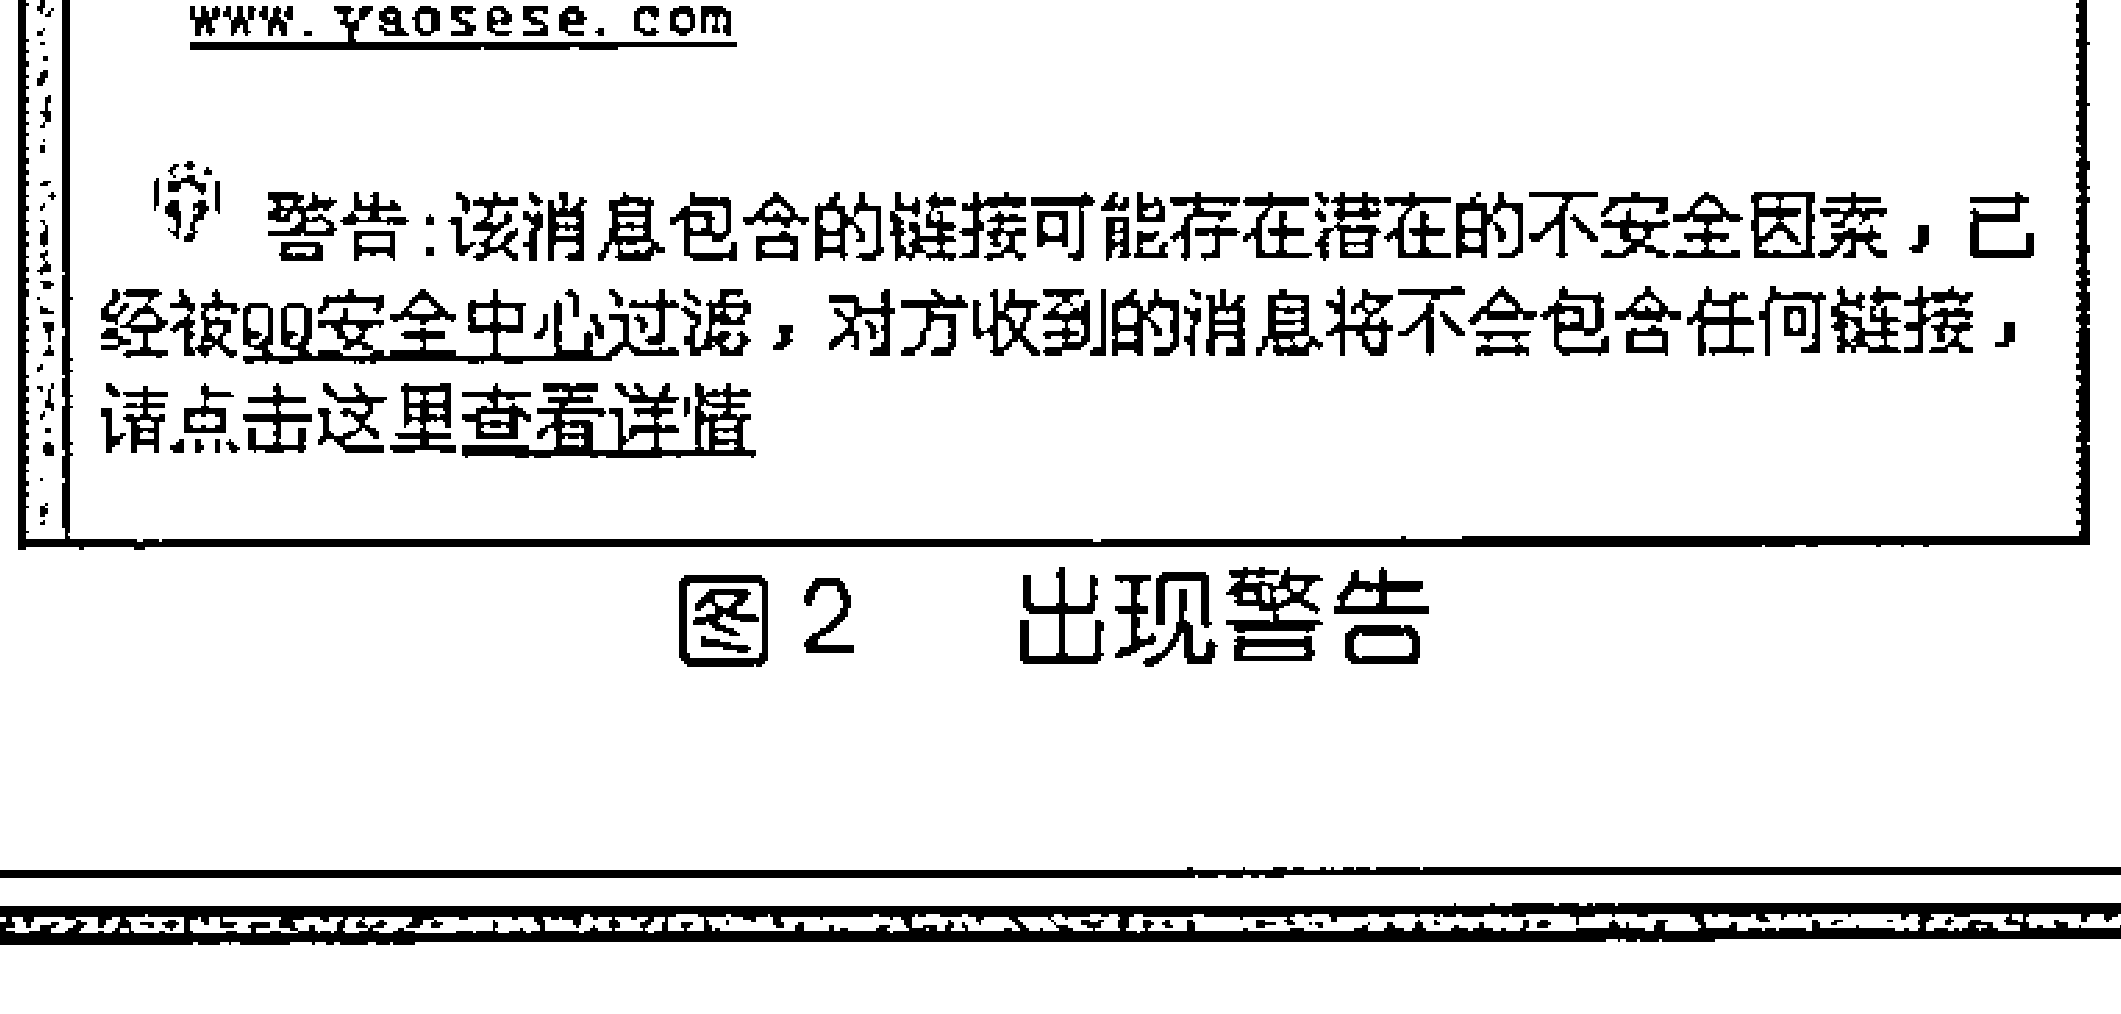 www.yaosese.com
警告:该消息包含的链接可能存在潜在的不安全因素，已
经被QQ安全中心过滤，对方收到的消息将不会包含任何链接，
请点击这里查看详情
图2 出现警告